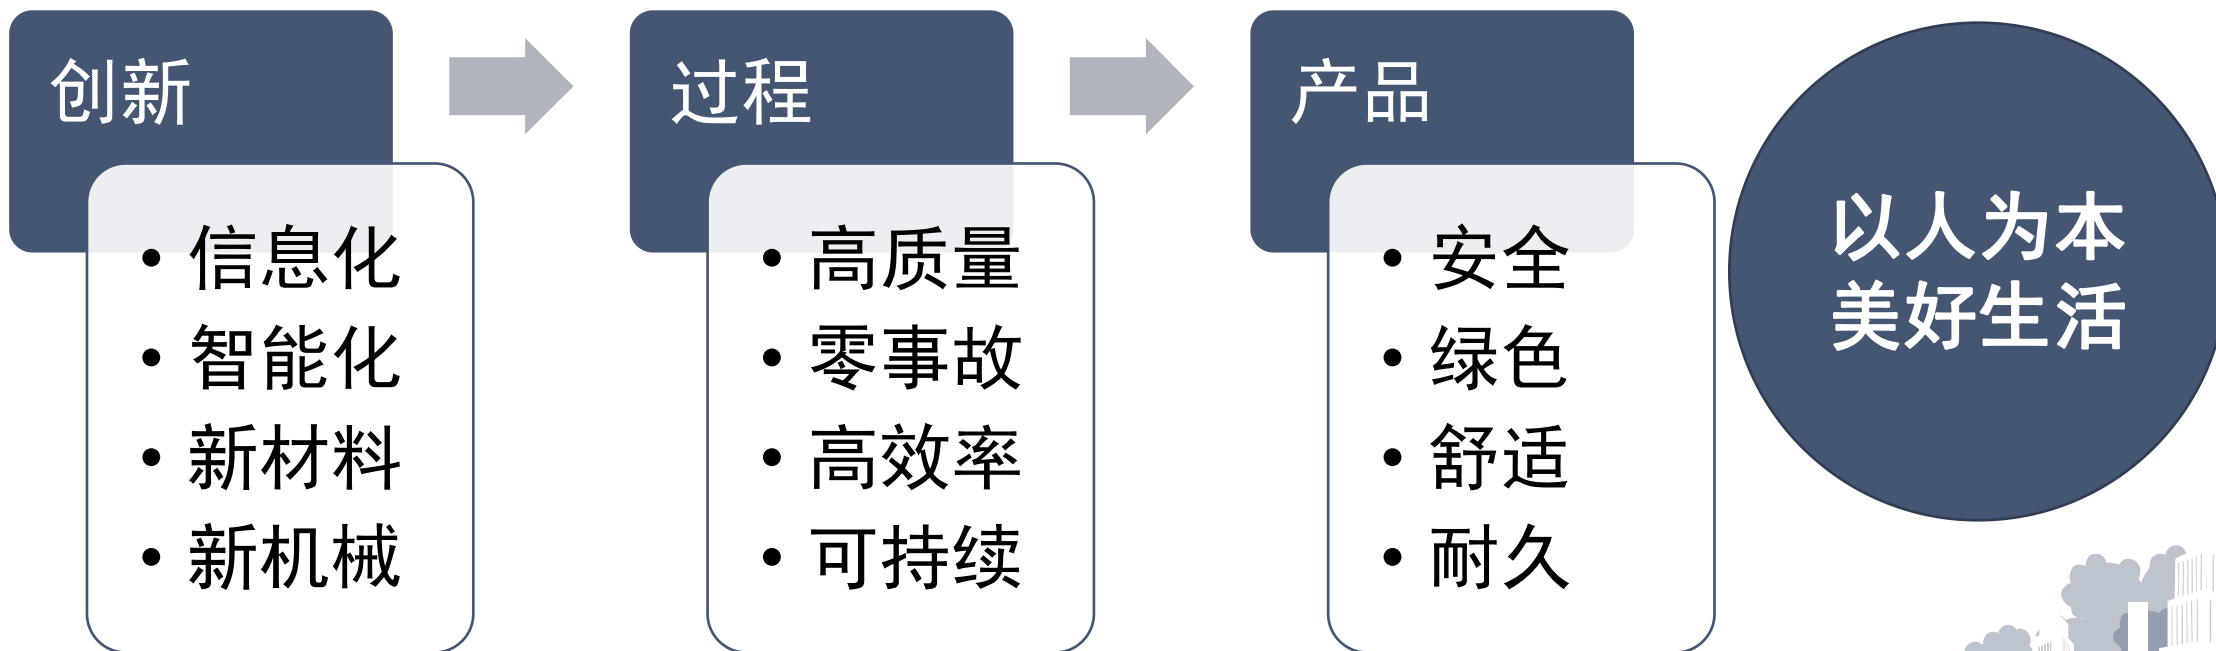 创新
• 信息化
• 智能化
• 新材料
• 新机械
过程
• 高质量
• 零事故
• 高效率
• 可持续
产品
• 安全
• 绿色
• 舒适
• 耐久
以人为本
美好生活